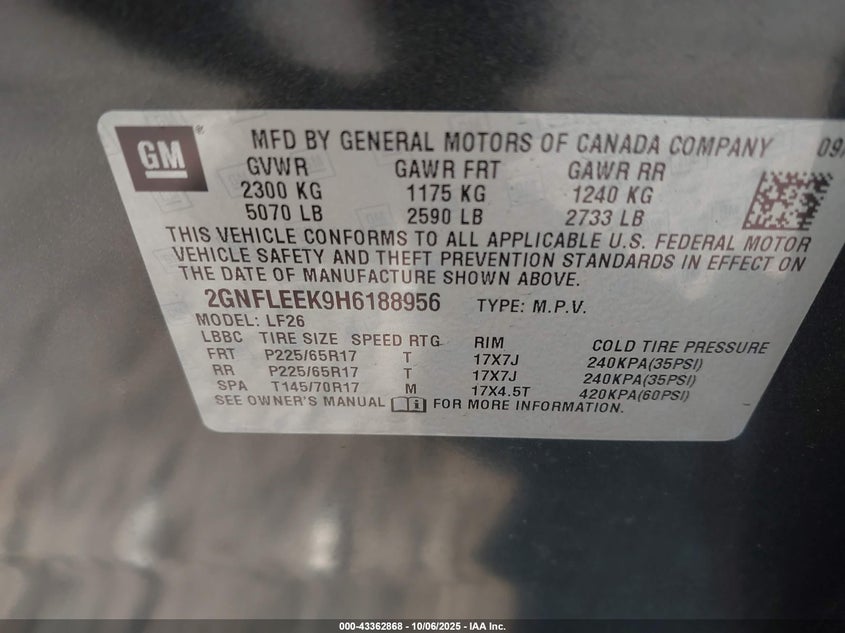 GM ® MFD BY GENERAL MOTORS OF CANADA COMPANY 09/
GVWR GAWR FRT GAWR RR
2300 KG 1175 KG 1240 KG
5070 LB 2590 LB 2733 LB
THIS VEHICLE CONFORMS TO ALL APPLICABLE U.S. FEDERAL MOTOR
VEHICLE SAFETY AND THEFT PREVENTION STANDARDS IN EFFECT ON
THE DATE OF MANUFACTURE SHOWN ABOVE.
2GNFLEEK9H6188956 TYPE: M.P.V.
MODEL: LF26
LBBC TIRE SIZE SPEED RTG RIM COLD TIRE PRESSURE
FRT P225/65R17 T 17X7J 240KPA(35PSI)
RR P225/65R17 T 17X7J 240KPA(35PSI)
SPA T145/70R17 M 17X4.5T 420KPA(60PSI)
SEE OWNER'S MANUAL i FOR MORE INFORMATION.
000-43362868 | 10/06/2025 - IAA Inc.